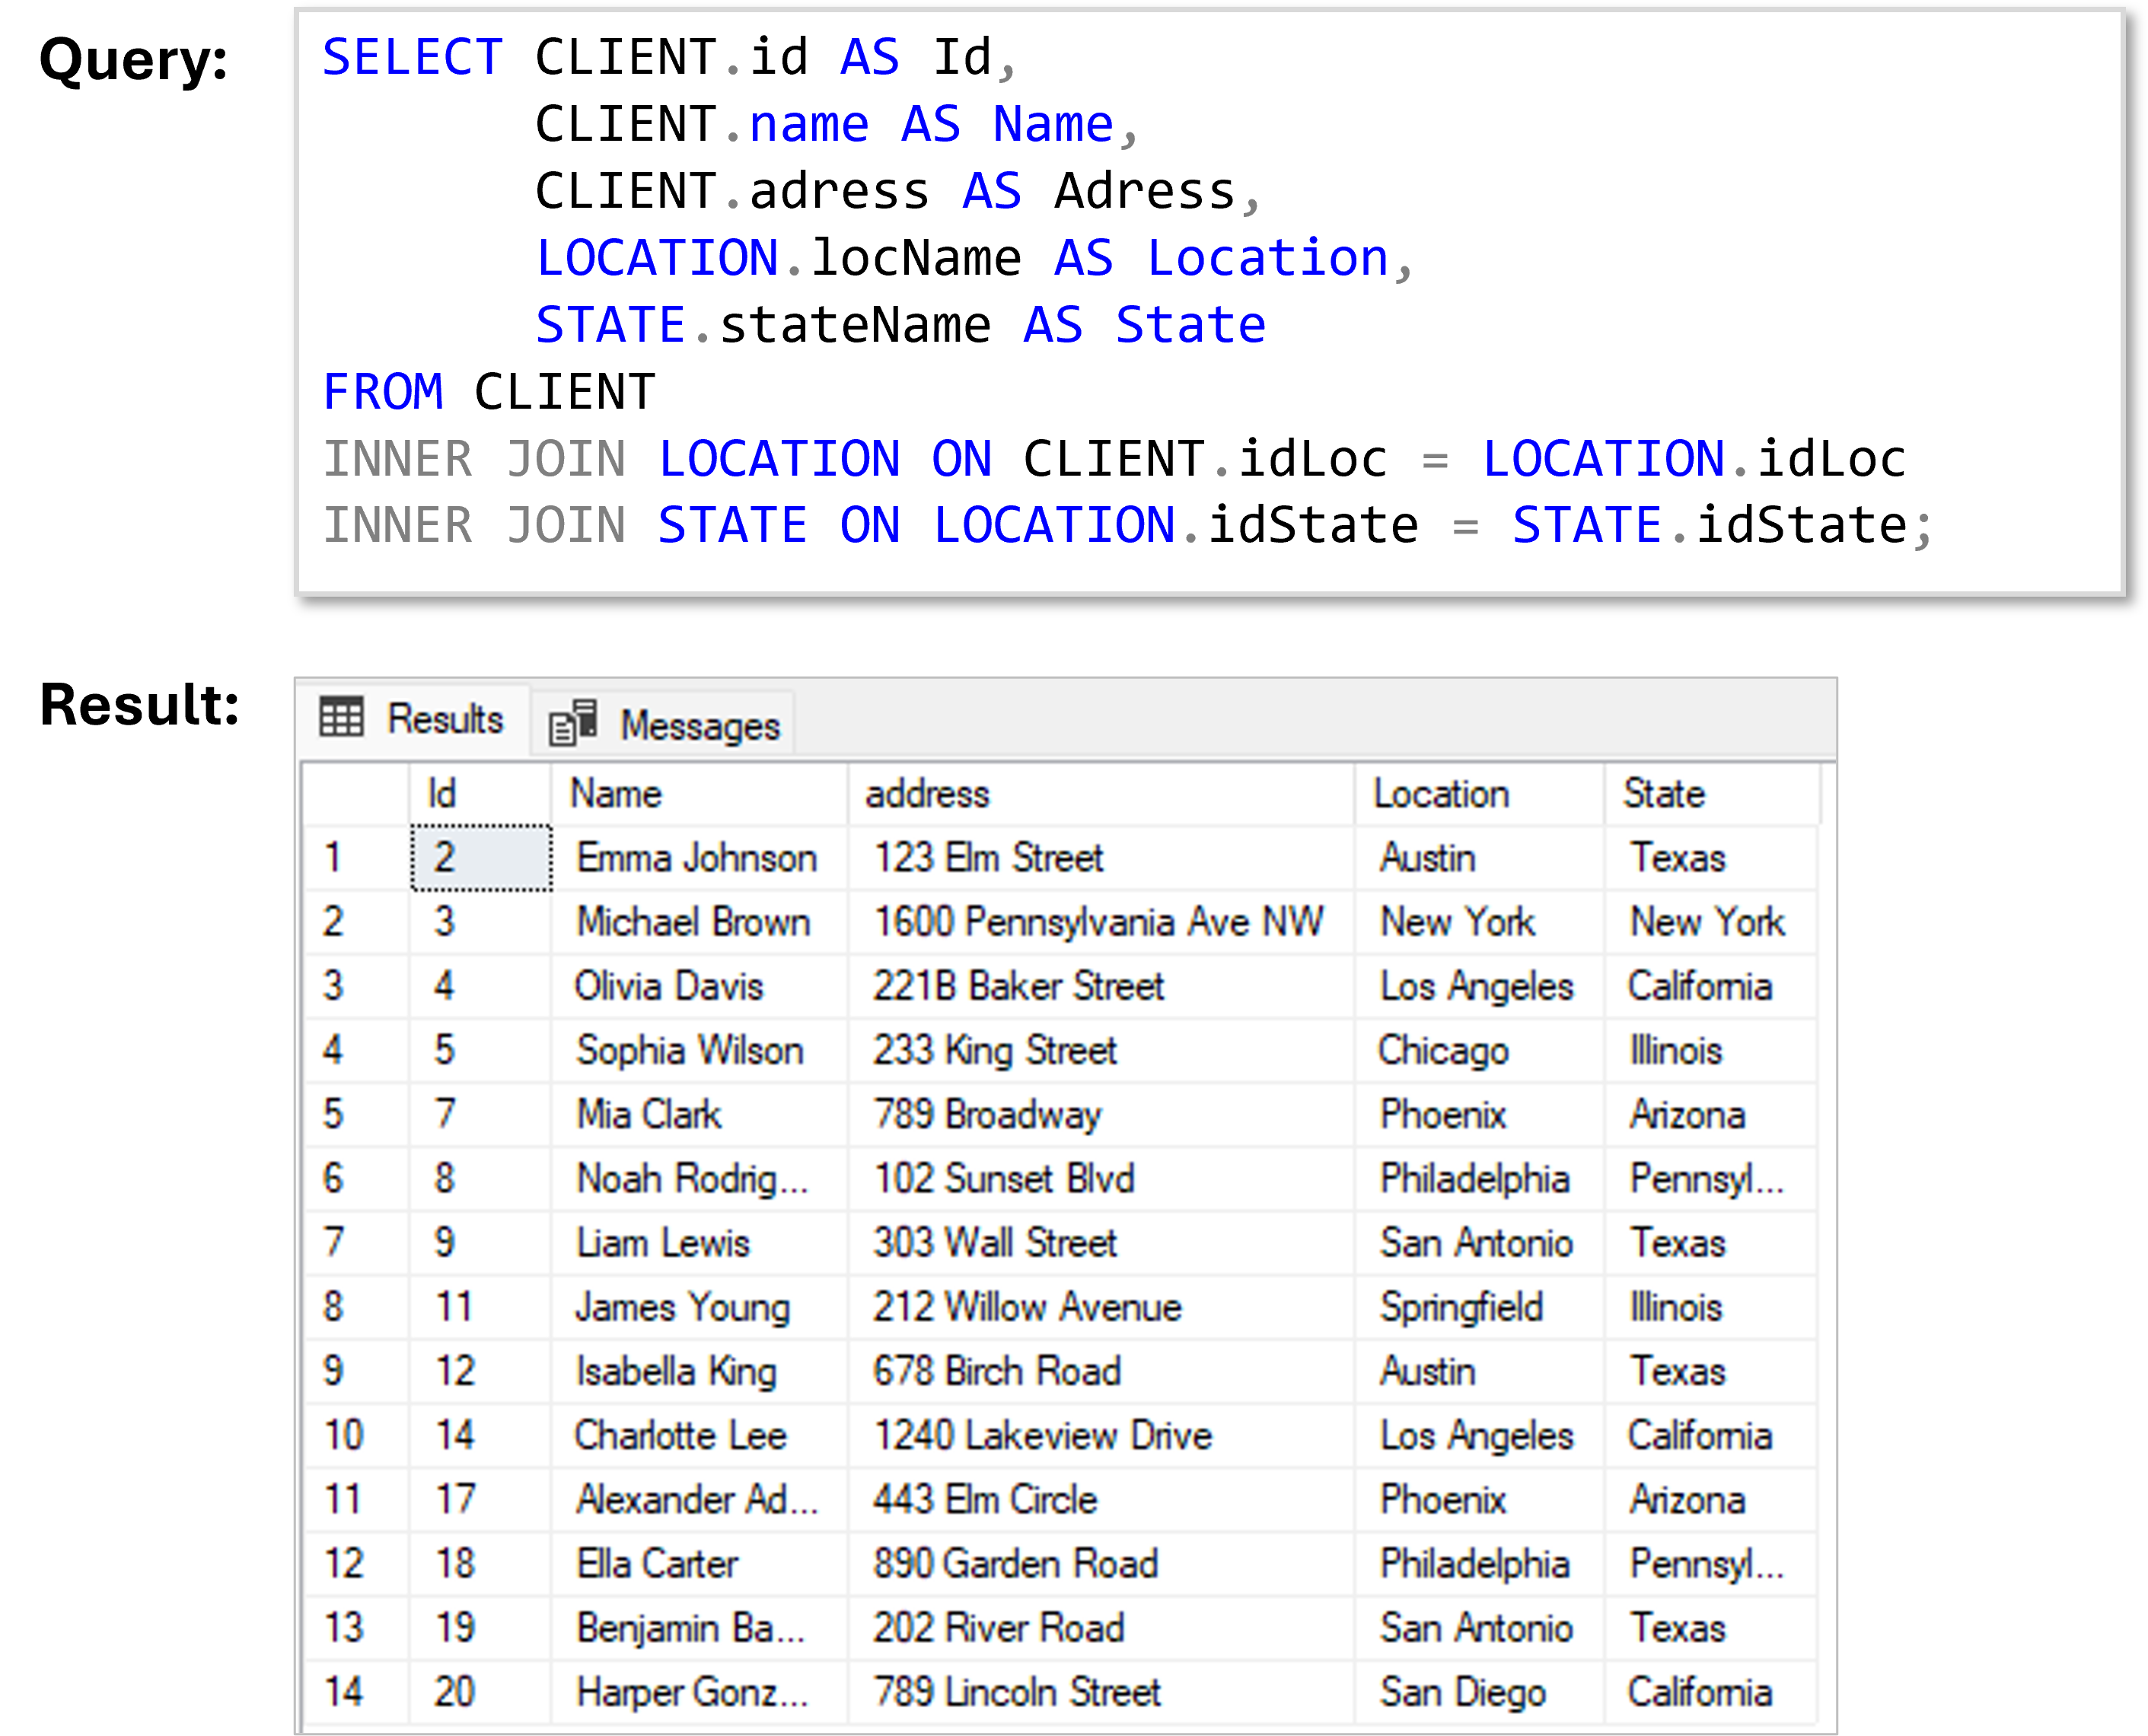 Query:
SELECT CLIENT.id AS Id,
CLIENT.name AS Name,
CLIENT.adress AS Adress,
LOCATION.locName AS Location,
STATE.stateName AS State
FROM CLIENT
INNER JOIN LOCATION ON CLIENT.idLoc = LOCATION.idLoc
INNER JOIN STATE ON LOCATION.idState = STATE.idState;
Result:
Results Messages
Id Name address Location State
1 2 Emma Johnson 123 Elm Street Austin Texas
2 3 Michael Brown 1600 Pennsylvania Ave NW New York New York
3 4 Olivia Davis 221B Baker Street Los Angeles California
4 5 Sophia Wilson 233 King Street Chicago Illinois
5 7 Mia Clark 789 Broadway Phoenix Arizona
6 8 Noah Rodrig... 102 Sunset Blvd Philadelphia Pennsyl...
7 9 Liam Lewis 303 Wall Street San Antonio Texas
8 11 James Young 212 Willow Avenue Springfield Illinois
9 12 Isabella King 678 Birch Road Austin Texas
10 14 Charlotte Lee 1240 Lakeview Drive Los Angeles California
11 17 Alexander Ad... 443 Elm Circle Phoenix Arizona
12 18 Ella Carter 890 Garden Road Philadelphia Pennsyl...
13 19 Benjamin Ba... 202 River Road San Antonio Texas
14 20 Harper Gonz... 789 Lincoln Street San Diego California